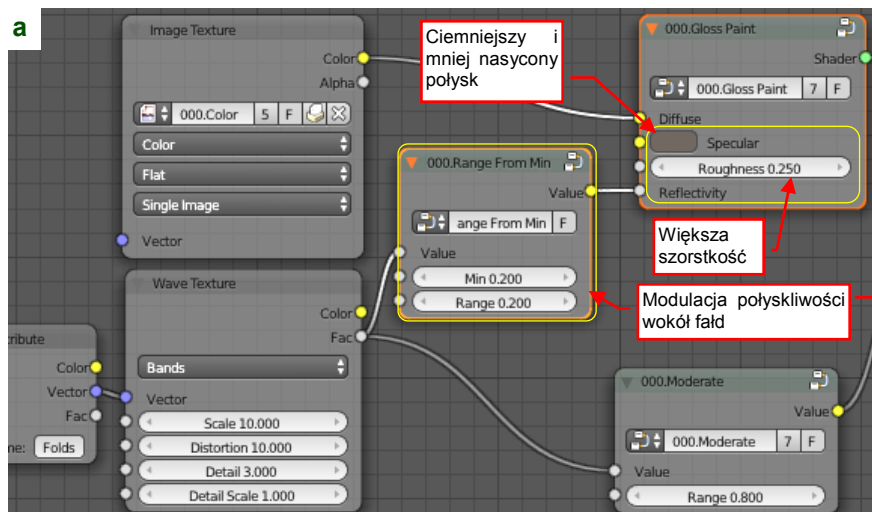 a
Image Texture
Color
Alpha
000.Color 5 F
Color
Flat
Single Image
Vector
Ciemniejszy i
mniej nasycony
połysk
000.Gloss Paint
Shader
000.Gloss Paint 7 F
Diffuse
Specular
Roughness 0.250
Reflectivity
000.Range From Min
Value
ange From Min F
Value
Min 0.200
Range 0.200
Większa
szorstkość
Modulacja połyskliwości
wokół fałd
Wave Texture
Color
Fac
Bands
Vector
Scale 10.000
Distortion 10.000
Detail 3.000
Detail Scale 1.000
ribute
Color
Vector
Fac
me: Folds
000.Moderate
Value
000.Moderate 7 F
Value
Range 0.800